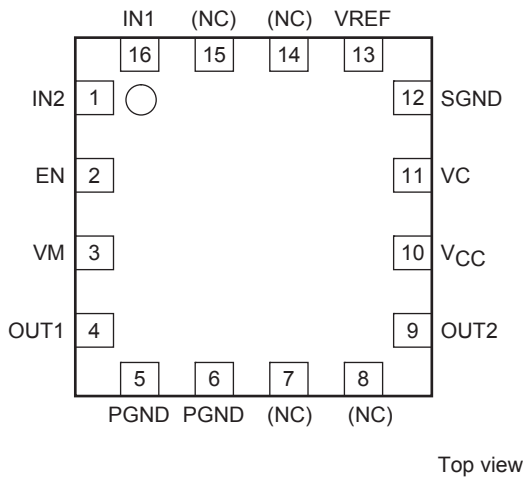 IN1 (NC) (NC) VREF
16 15 14 13
IN2 1 12 SGND
EN 2 11 VC
VM 3 10 VCC
OUT1 4 9 OUT2
5 6 7 8
PGND PGND (NC) (NC)
Top view